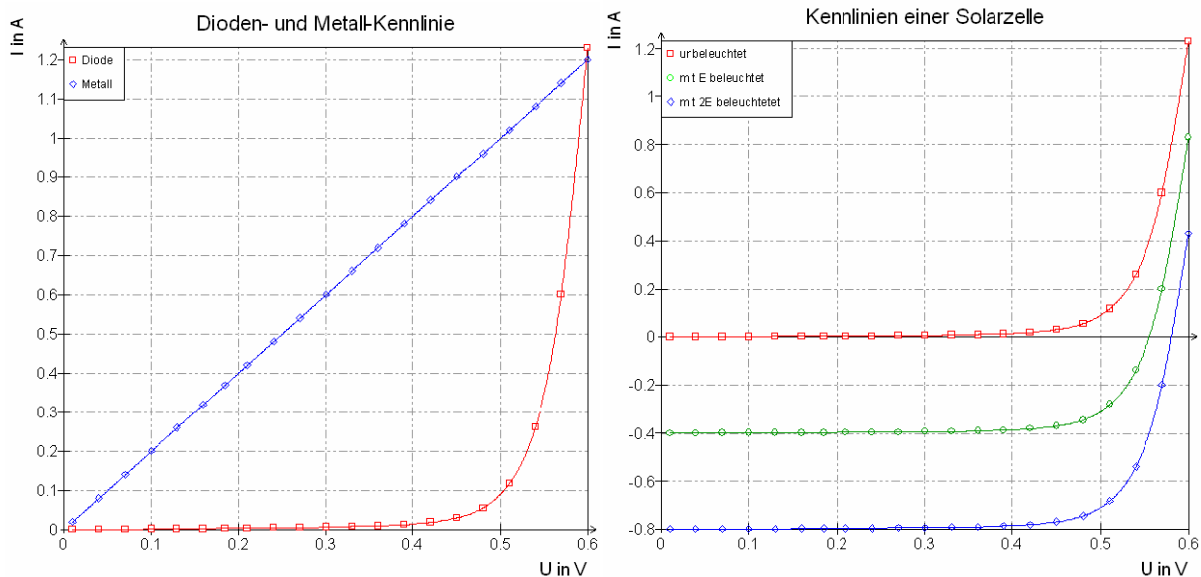 Dioden- und Metall-Kennlinie
I in A
Diode
Metall
1.2
1.1
1
0.9
0.8
0.7
0.6
0.5
0.4
0.3
0.2
0.1
0
0 0.1 0.2 0.3 0.4 0.5 0.6
U in V
Kennlinien einer Solarzelle
I in A
urbeleuchtet
mt E beleuchtet
mt 2E beleuchtetet
1.2
1
0.8
0.6
0.4
0.2
0
-0.2
-0.4
-0.6
-0.8
0 0.1 0.2 0.3 0.4 0.5 0.6
U in V